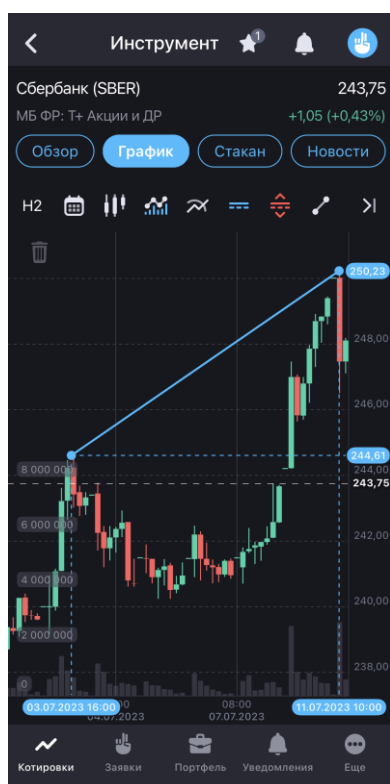 Инструмент 1
Сбербанк (SBER) 243,75
МБ ФР: Т+ Акции и ДР +1,05 (+0,43%)
Обзор График Стакан Новости
H2
250,23
248,00
246,00
244,61
8 000 000 244,00
243,75
6 000 000
242,00
4 000 000
240,00
2 000 000
238,00
0
03.07.2023 16:00 08:00 11.07.2023 10:00
04.07.2023 07.07.2023
Котировки Заявки Портфель Уведомления Еще